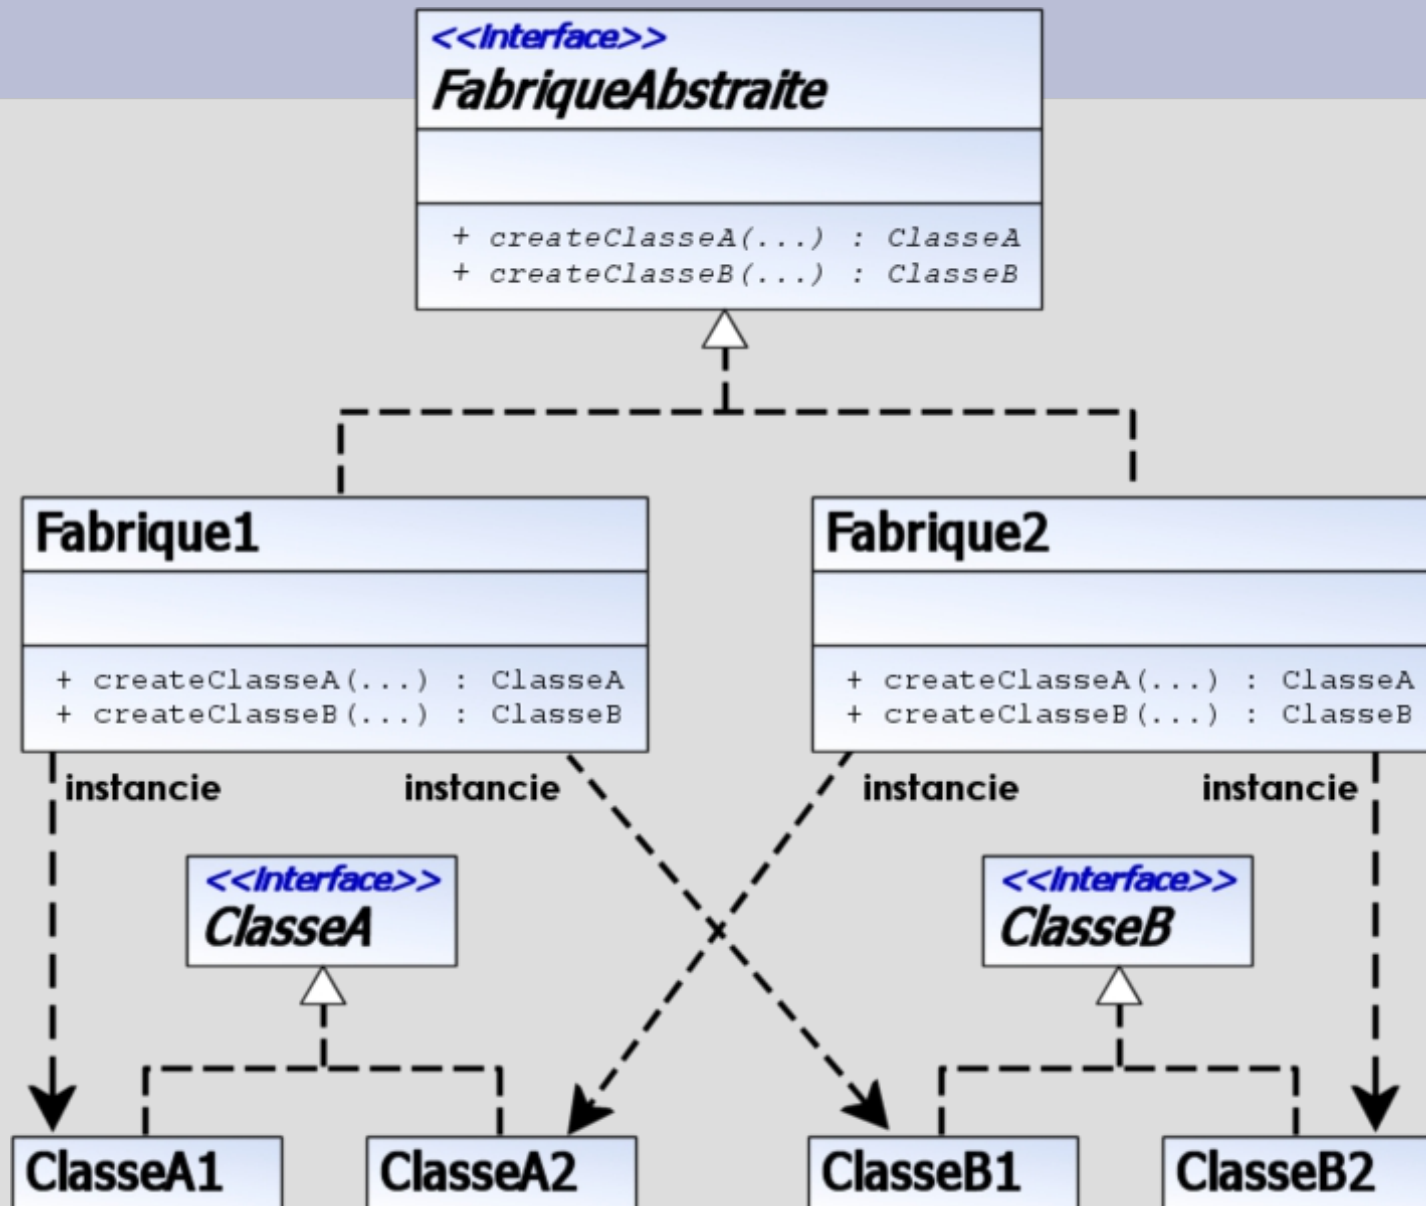 <<Interface>>
FabriqueAbstraite
+ createClasseA(...) : ClasseA
+ createClasseB(...) : ClasseB
Fabrique1
+ createClasseA(...) : ClasseA
+ createClasseB(...) : ClasseB
Fabrique2
+ createClasseA(...) : ClasseA
+ createClasseB(...) : ClasseB
instancie
instancie
instancie
instancie
<<Interface>>
ClasseA
<<Interface>>
ClasseB
ClasseA1
ClasseA2
ClasseB1
ClasseB2